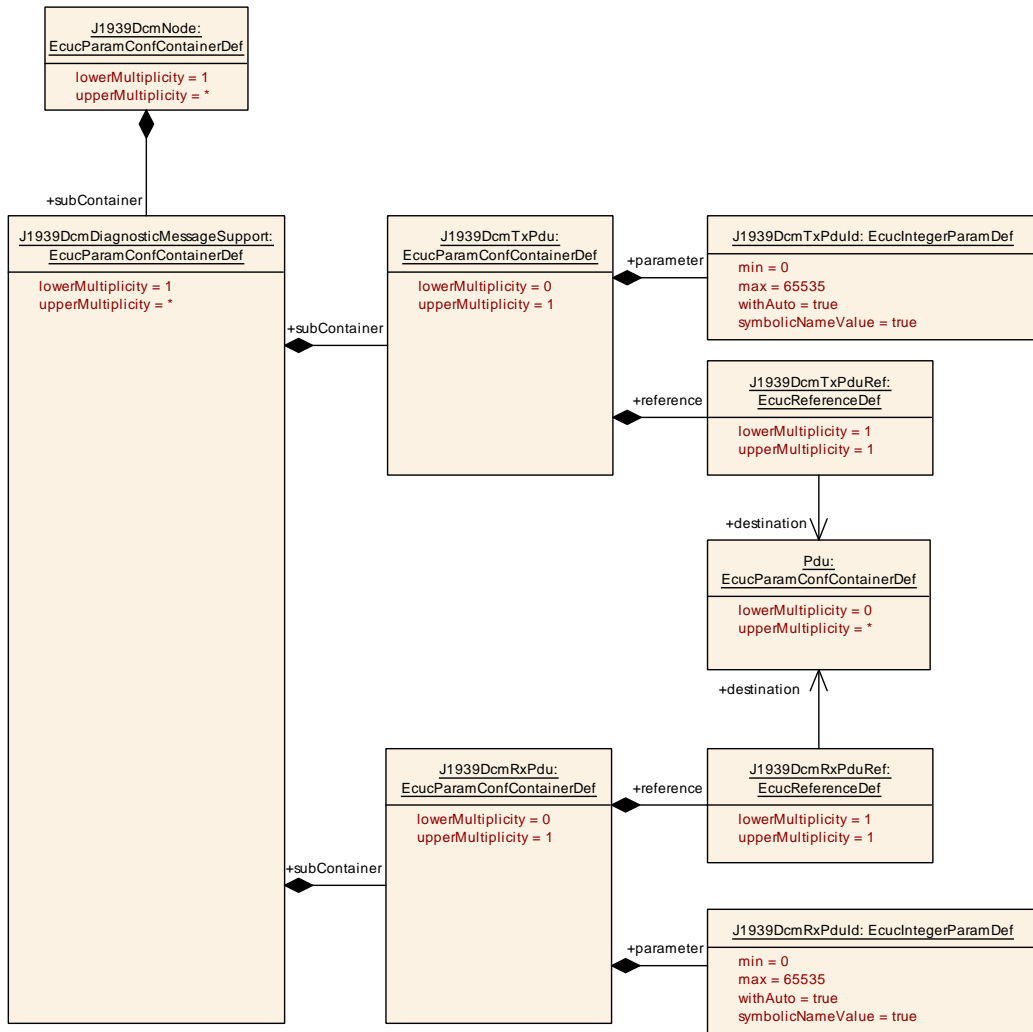 J1939DcmNode:
EcucParamConfContainerDef
lowerMultiplicity = 1
upperMultiplicity = *
+subContainer
J1939DcmDiagnosticMessageSupport:
EcucParamConfContainerDef
lowerMultiplicity = 1
upperMultiplicity = *
+subContainer
J1939DcmTxPdu:
EcucParamConfContainerDef
lowerMultiplicity = 0
upperMultiplicity = 1
+parameter
J1939DcmTxPduId: EcucIntegerParamDef
min = 0
max = 65535
withAuto = true
symbolicNameValue = true
+reference
J1939DcmTxPduRef:
EcucReferenceDef
lowerMultiplicity = 1
upperMultiplicity = 1
+destination
Pdu:
EcucParamConfContainerDef
lowerMultiplicity = 0
upperMultiplicity = *
+destination
+subContainer
J1939DcmRxPdu:
EcucParamConfContainerDef
lowerMultiplicity = 0
upperMultiplicity = 1
+reference
J1939DcmRxPduRef:
EcucReferenceDef
lowerMultiplicity = 1
upperMultiplicity = 1
+parameter
J1939DcmRxPduId: EcucIntegerParamDef
min = 0
max = 65535
withAuto = true
symbolicNameValue = true